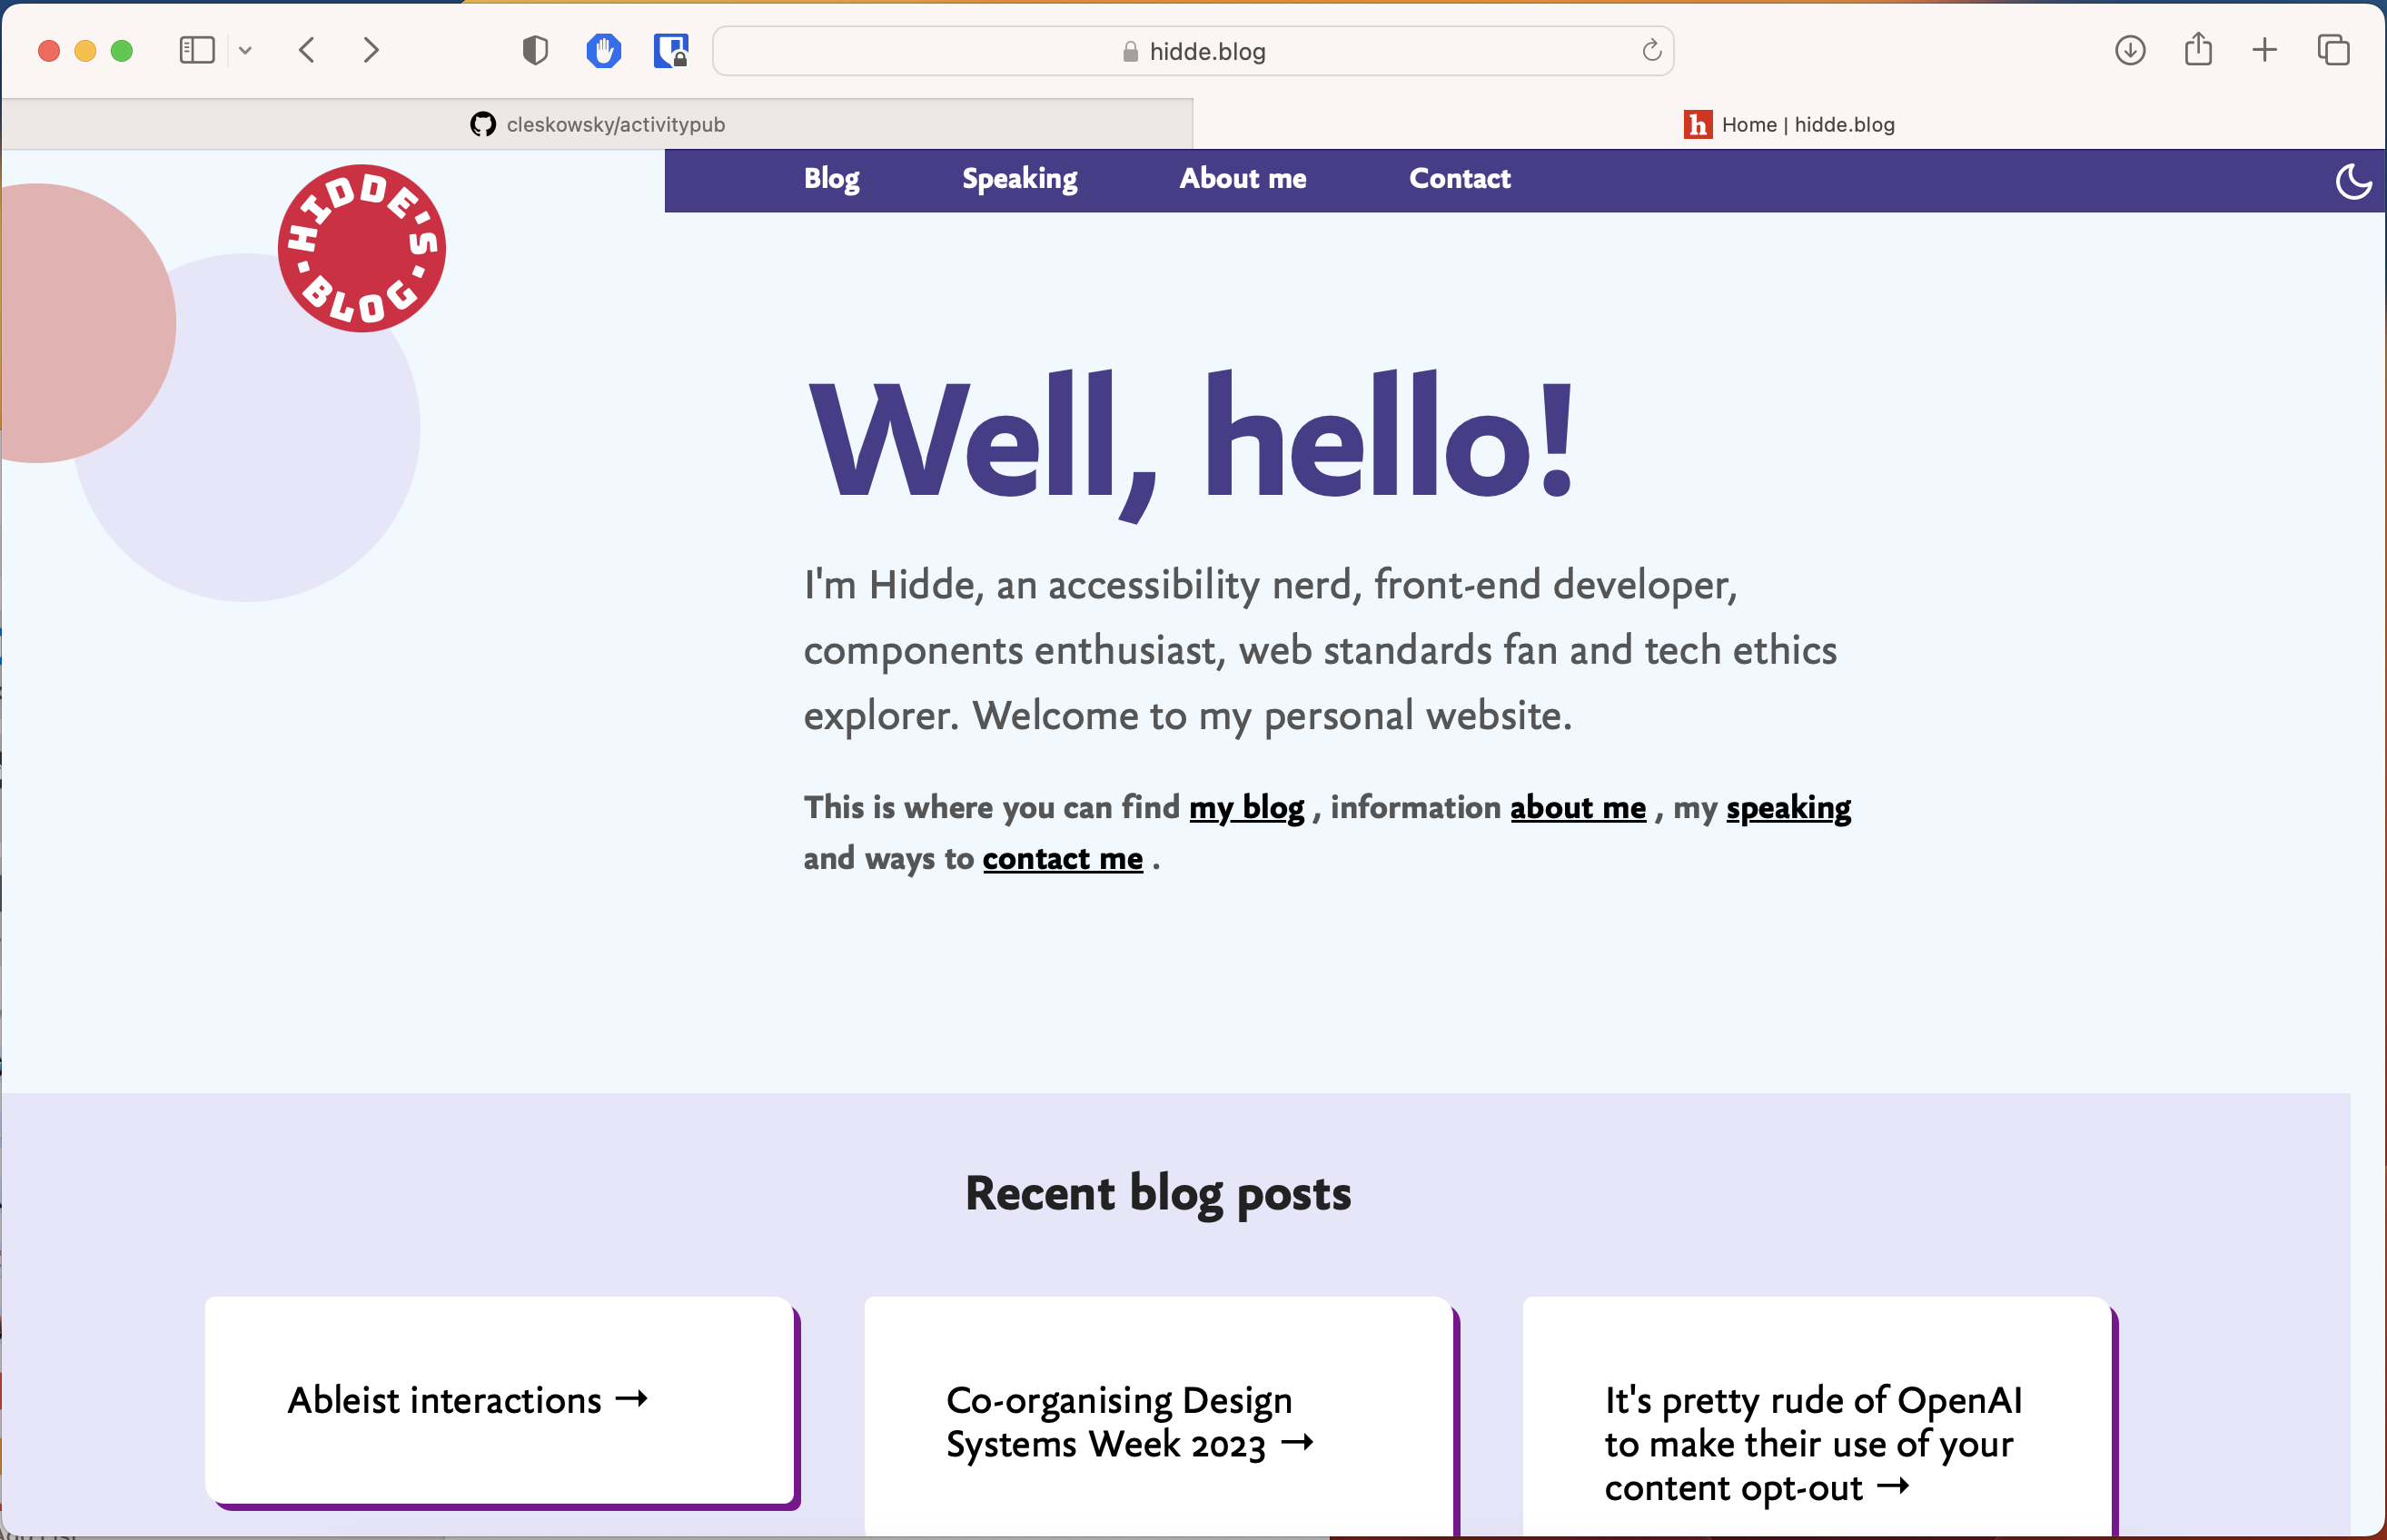 hidde.blog
cleskowsky/activitypub
h Home | hidde.blog
HIDDE'S · BLOG ·
Blog Speaking About me Contact
Well, hello!
I'm Hidde, an accessibility nerd, front-end developer,
components enthusiast, web standards fan and tech ethics
explorer. Welcome to my personal website.
This is where you can find my blog , information about me , my speaking
and ways to contact me .
Recent blog posts
Ableist interactions →
Co-organising Design
Systems Week 2023 →
It's pretty rude of OpenAI
to make their use of your
content opt-out →